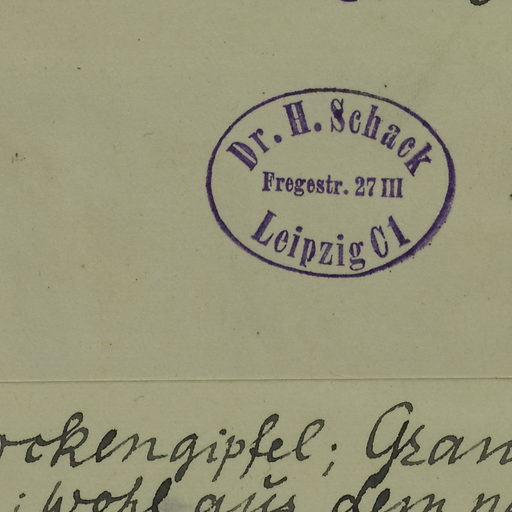 Dr. H. Schack
Fregestr. 27 III
Leipzig C1
ockengipfel; Gran
; wohl aus dem